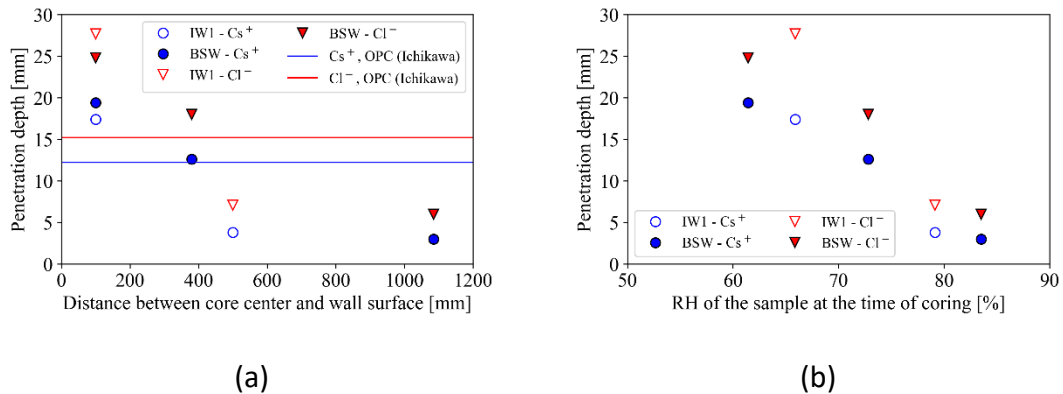 30
25
20
15
10
5
0
Penetration depth [mm]
IW1 - Cs⁺
BSW - Cs⁺
IW1 - Cl⁻
BSW - Cl⁻
Cs⁺, OPC (Ichikawa)
Cl⁻, OPC (Ichikawa)
0 200 400 600 800 1000 1200
Distance between core center and wall surface [mm]
(a)
30
25
20
15
10
5
0
Penetration depth [mm]
IW1 - Cs⁺
BSW - Cs⁺
IW1 - Cl⁻
BSW - Cl⁻
50 60 70 80 90
RH of the sample at the time of coring [%]
(b)